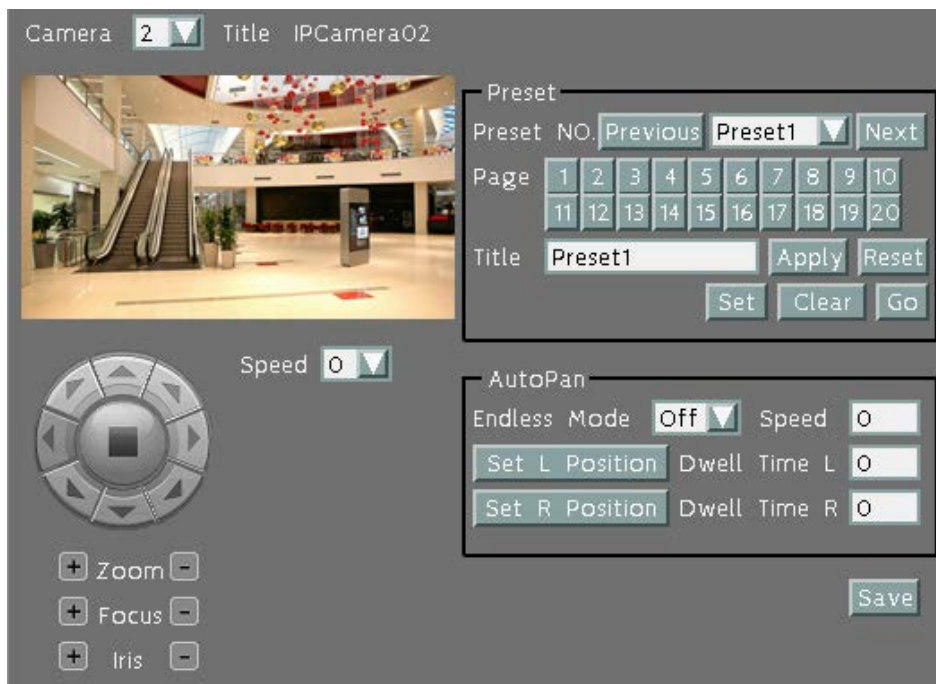 Camera 2 Title IPCamera02
Preset
Preset NO. Previous Preset1 Next
Page 1 2 3 4 5 6 7 8 9 10
11 12 13 14 15 16 17 18 19 20
Title Preset1 Apply Reset
Set Clear Go
Speed 0
AutoPan
Endless Mode Off Speed 0
Set L Position Dwell Time L 0
Set R Position Dwell Time R 0
+ Zoom -
+ Focus -
+ Iris -
Save